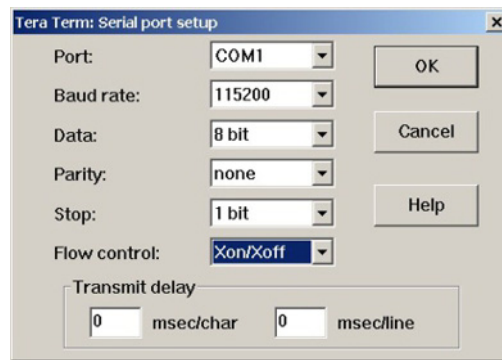 Tera Term: Serial port setup
Port: COM1
OK
Baud rate: 115200
Data: 8 bit
Cancel
Parity: none
Stop: 1 bit
Help
Flow control: Xon/Xoff
Transmit delay
0 msec/char 0 msec/line